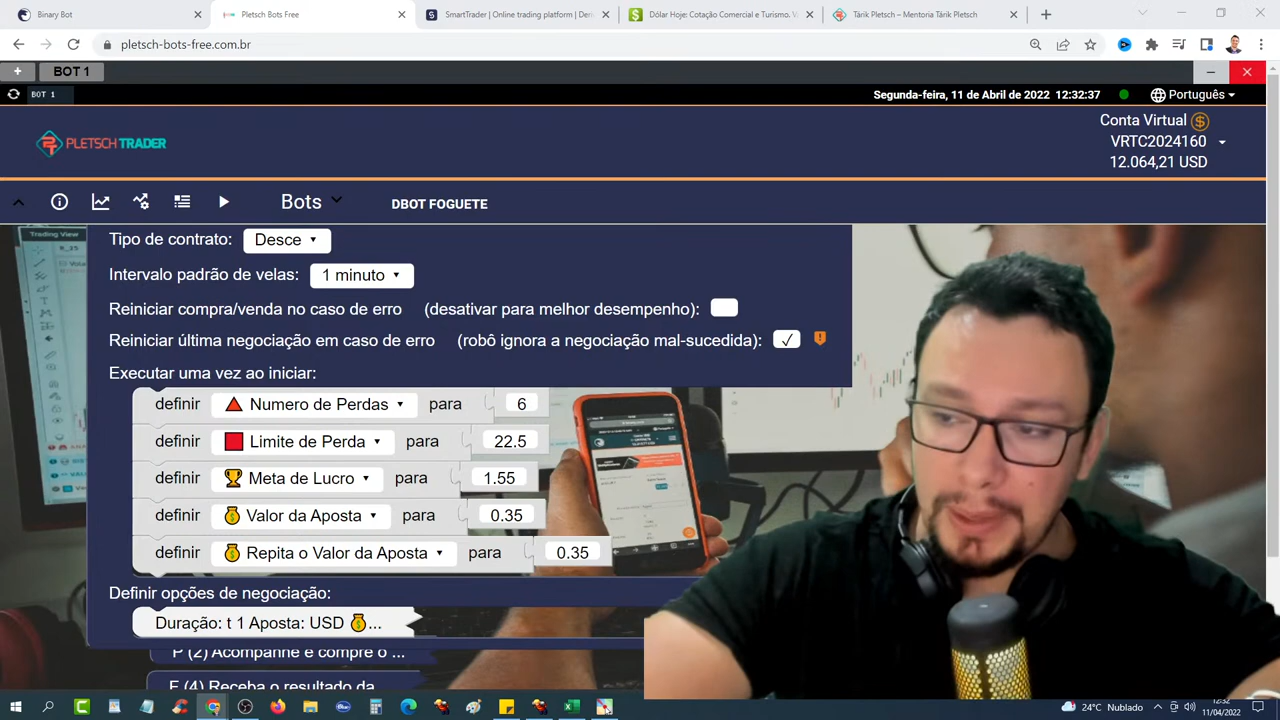 Binary Bot
Pletsch Bots Free
SmartTrader | Online trading platform | Deri
Dólar Hoje: Cotação Comercial e Turismo. V
Tárik Pletsch – Mentoria Tárik Pletsch
pletsch-bots-free.com.br
BOT 1
BOT 1
Segunda-feira, 11 de Abril de 2022 12:32:37
Português
PLETSCH TRADER
Conta Virtual
VRTC2024160
12.064,21 USD
Bots
DBOT FOGUETE
Tipo de contrato: Desce
Intervalo padrão de velas: 1 minuto
Reiniciar compra/venda no caso de erro (desativar para melhor desempenho):
Reiniciar última negociação em caso de erro (robô ignora a negociação mal-sucedida):
Executar uma vez ao iniciar:
definir Numero de Perdas para 6
definir Limite de Perda para 22.5
definir Meta de Lucro para 1.55
definir Valor da Aposta para 0.35
definir Repita o Valor da Aposta para 0.35
Definir opções de negociação:
Duração: t 1 Aposta: USD ...
P (2) Acompanhe e compre o ...
(4) Receba o resultado da
24°C Nublado
12:32
11/04/2022